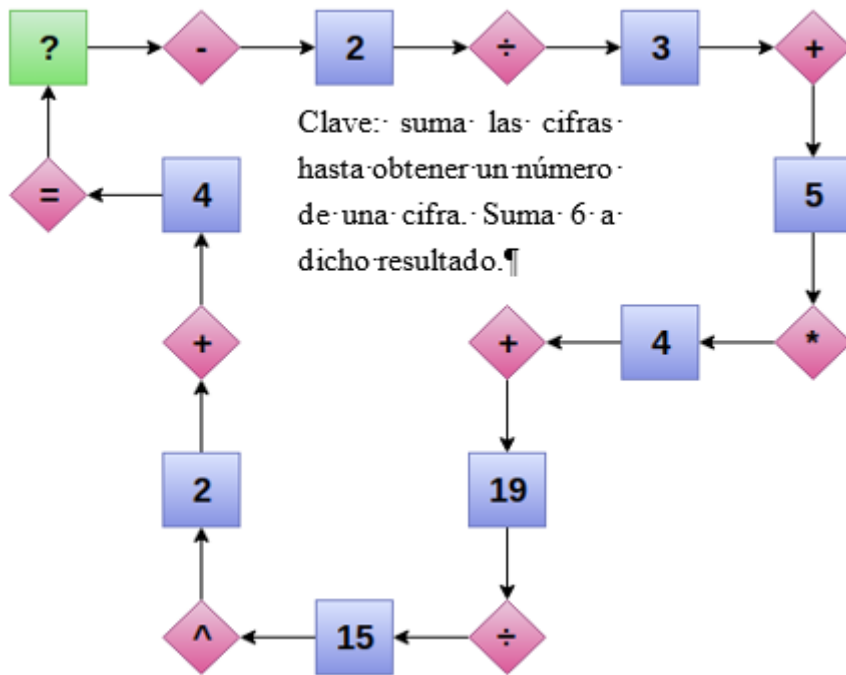 ? - 2 ÷ 3 +
Clave: suma las cifras
hasta obtener un número
de una cifra. Suma 6 a
dicho resultado.¶
= 4 5
+ + 4 *
2 19
^ 15 ÷